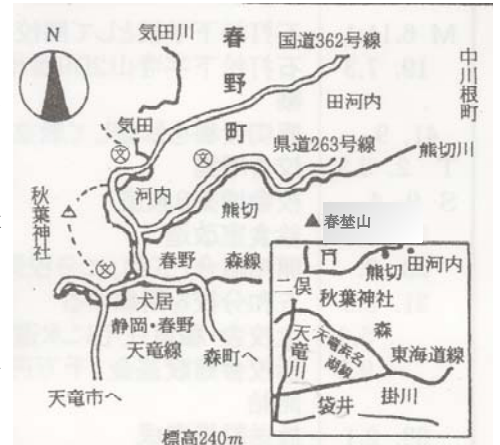 N
気田川
春野町
国道362号線
中川根町
田河内
気田
県道263号線
熊切川
河内
熊切
秋葉神社
▲春埜山
春野 森線
犬居
静岡・春野
天竜線
森町へ
天竜市へ
標高240m
熊切
田河内
二俣
秋葉神社
森
天竜川
天竜浜名
湖線
東海道線
掛川
袋井
文
文
文